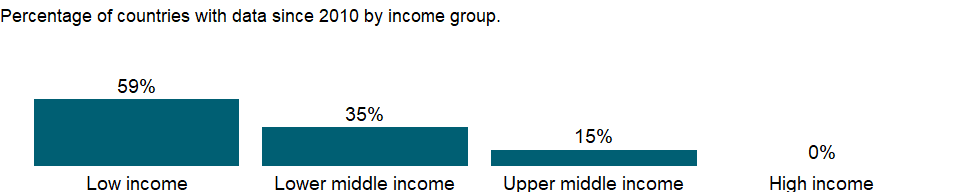 Percentage of countries with data since 2010 by income group.
59%
35%
15%
0%
Low income
Lower middle income
Upper middle income
High income